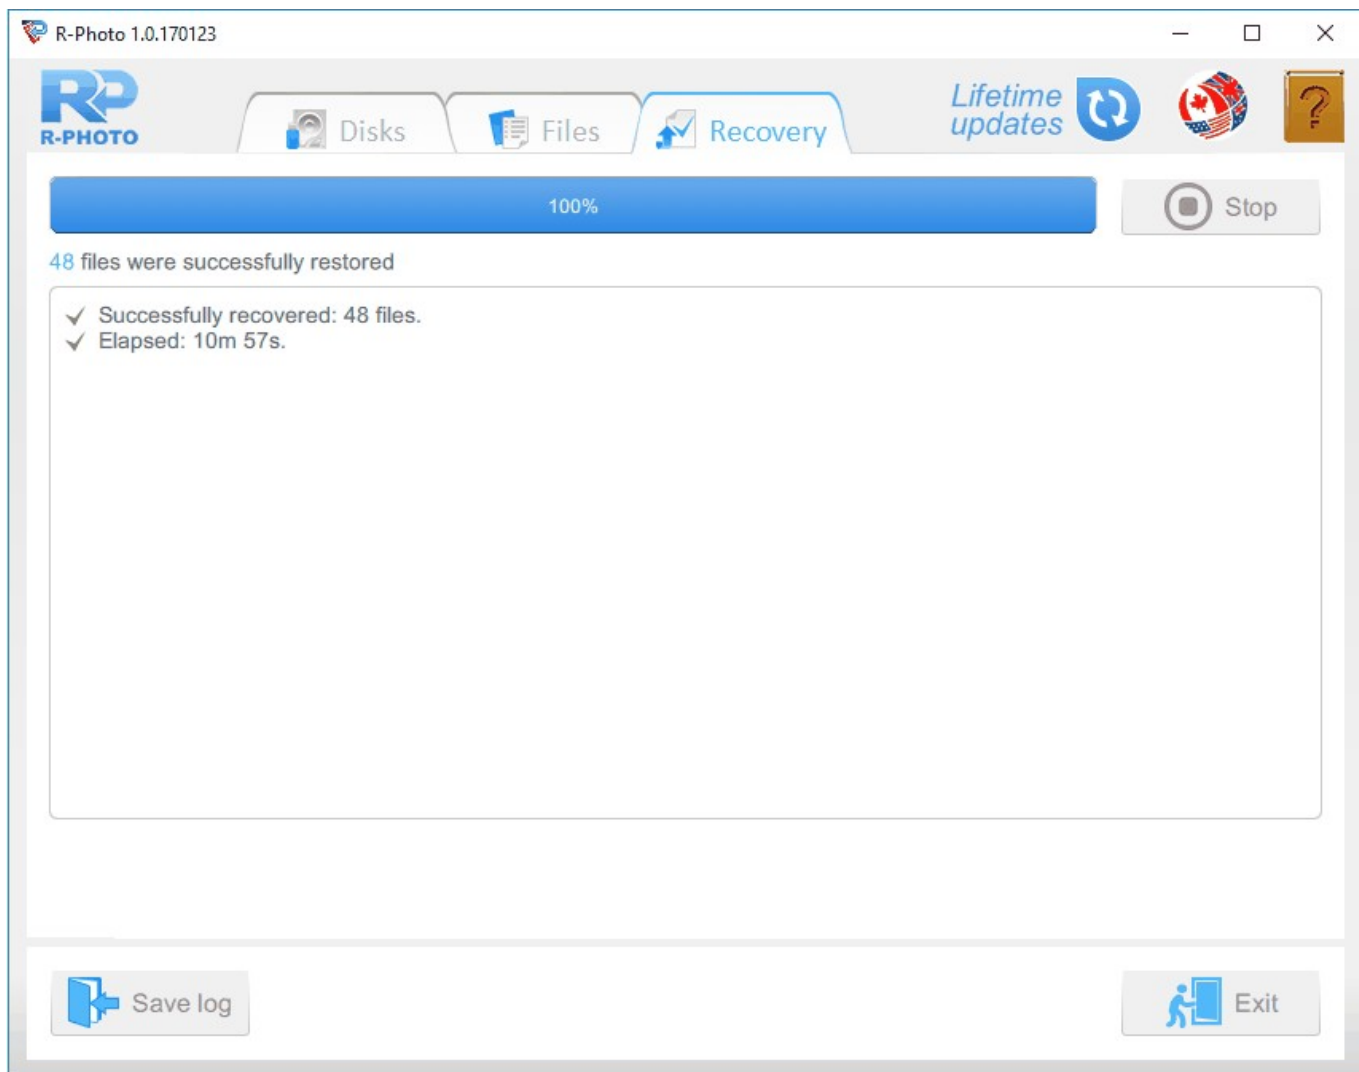 R-Photo 1.0.170123
RP
R-PHOTO
Disks
Files
Recovery
Lifetime
updates
?
100%
Stop
48 files were successfully restored
Successfully recovered: 48 files.
Elapsed: 10m 57s.
Save log
Exit